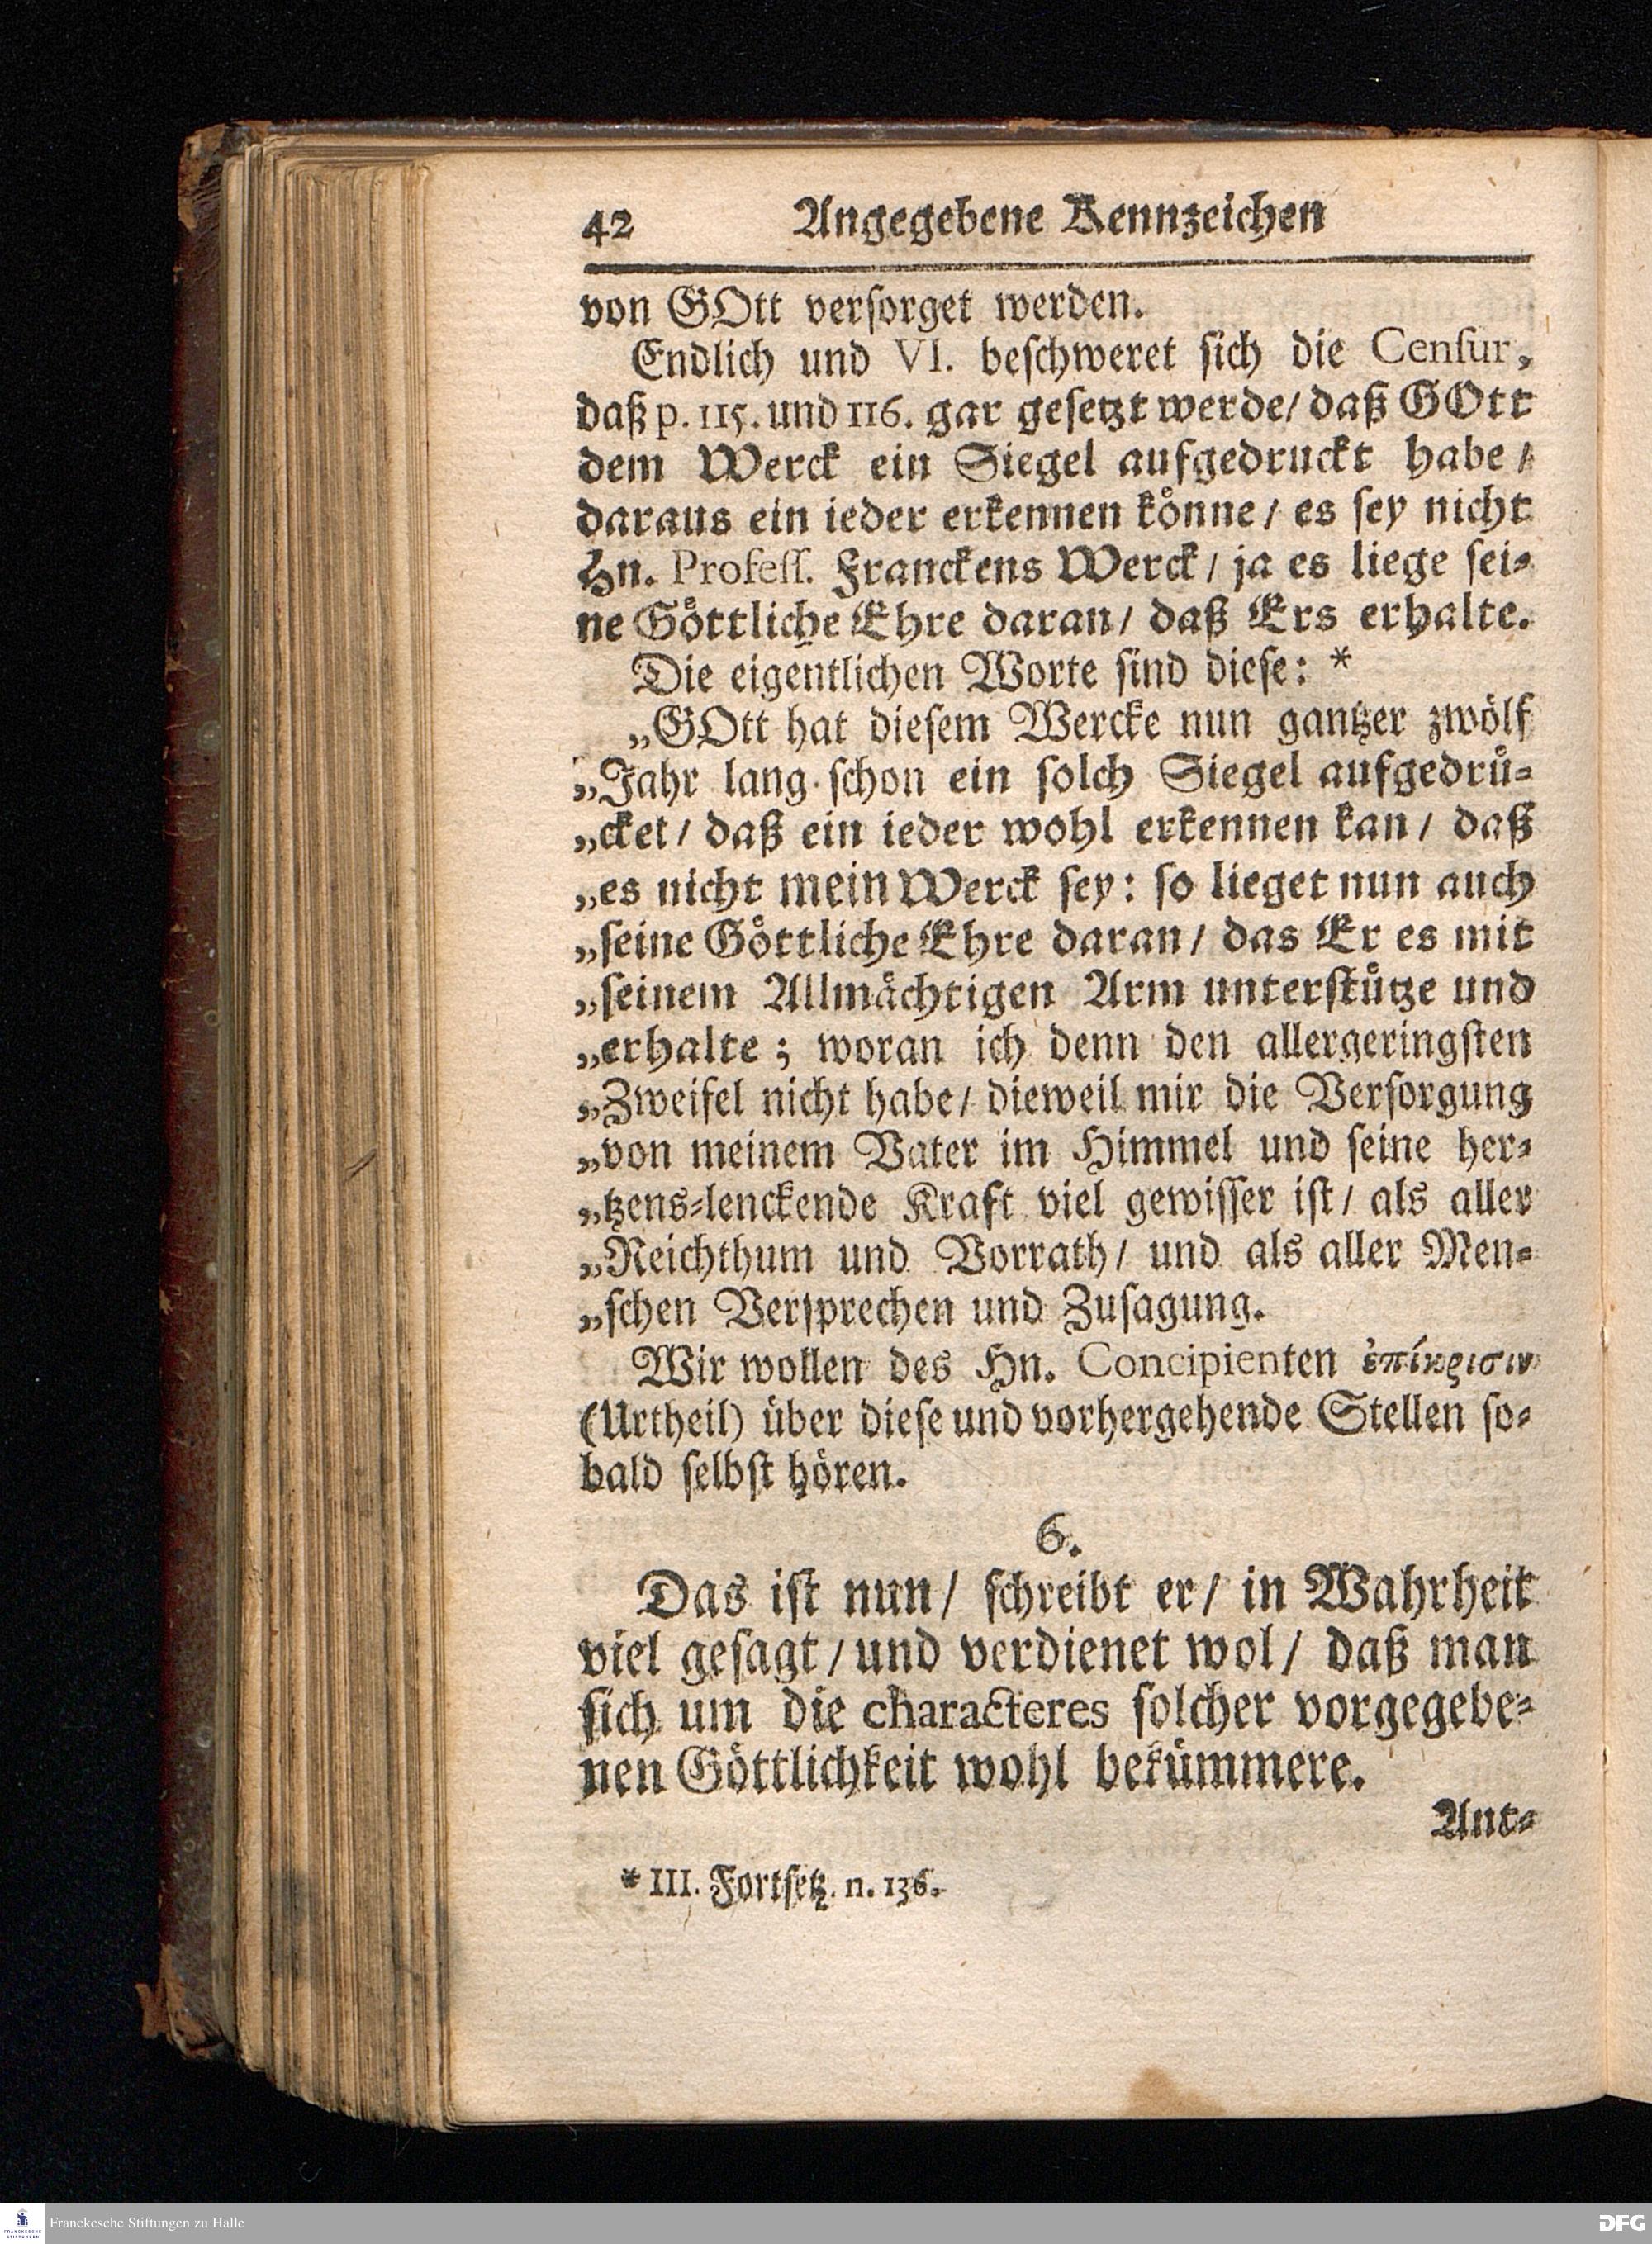 42 Angegebene Kennzeichen
von GOtt versorget werden.
Endlich und VI. beschweret sich die Censur,
daß p. 115. und 116. gar gesetzt werde/ daß GOtt
dem Werck ein Siegel aufgedruckt habe/
daraus ein ieder erkennen könne/ es sey nicht
Hn. Profess. Franckens Werck/ ja es liege sei-
ne Göttliche Ehre daran/ daß Ers erhalte.
Die eigentlichen Worte sind diese: *
„GOtt hat diesem Wercke nun gantzer zwölf
„Jahr lang schon ein solch Siegel aufgedrü-
„cket/ daß ein ieder wohl erkennen kan/ daß
„es nicht mein Werck sey: so lieget nun auch
„seine Göttliche Ehre daran/ das Er es mit
„seinem Allmächtigen Arm unterstütze und
„erhalte; woran ich denn den allergeringsten
„Zweifel nicht habe/ dieweil mir die Versorgung
„von meinem Vater im Himmel und seine her-
„tzens-lenckende Kraft viel gewisser ist/ als aller
„Reichthum und Vorrath/ und als aller Men-
„schen Versprechen und Zusagung.
Wir wollen des Hn. Concipienten ἐπίκρισιν
(Urtheil) über diese und vorhergehende Stellen so-
bald selbst hören.
6.
Das ist nun/ schreibt er/ in Wahrheit
viel gesagt/ und verdienet wol/ daß man
sich um die characteres solcher vorgegebe-
nen Göttlichkeit wohl bekümmere.
Ant-
* III. Fortsetz. n. 136.
FRANCKESCHE STIFTUNGEN
Franckesche Stiftungen zu Halle
DFG